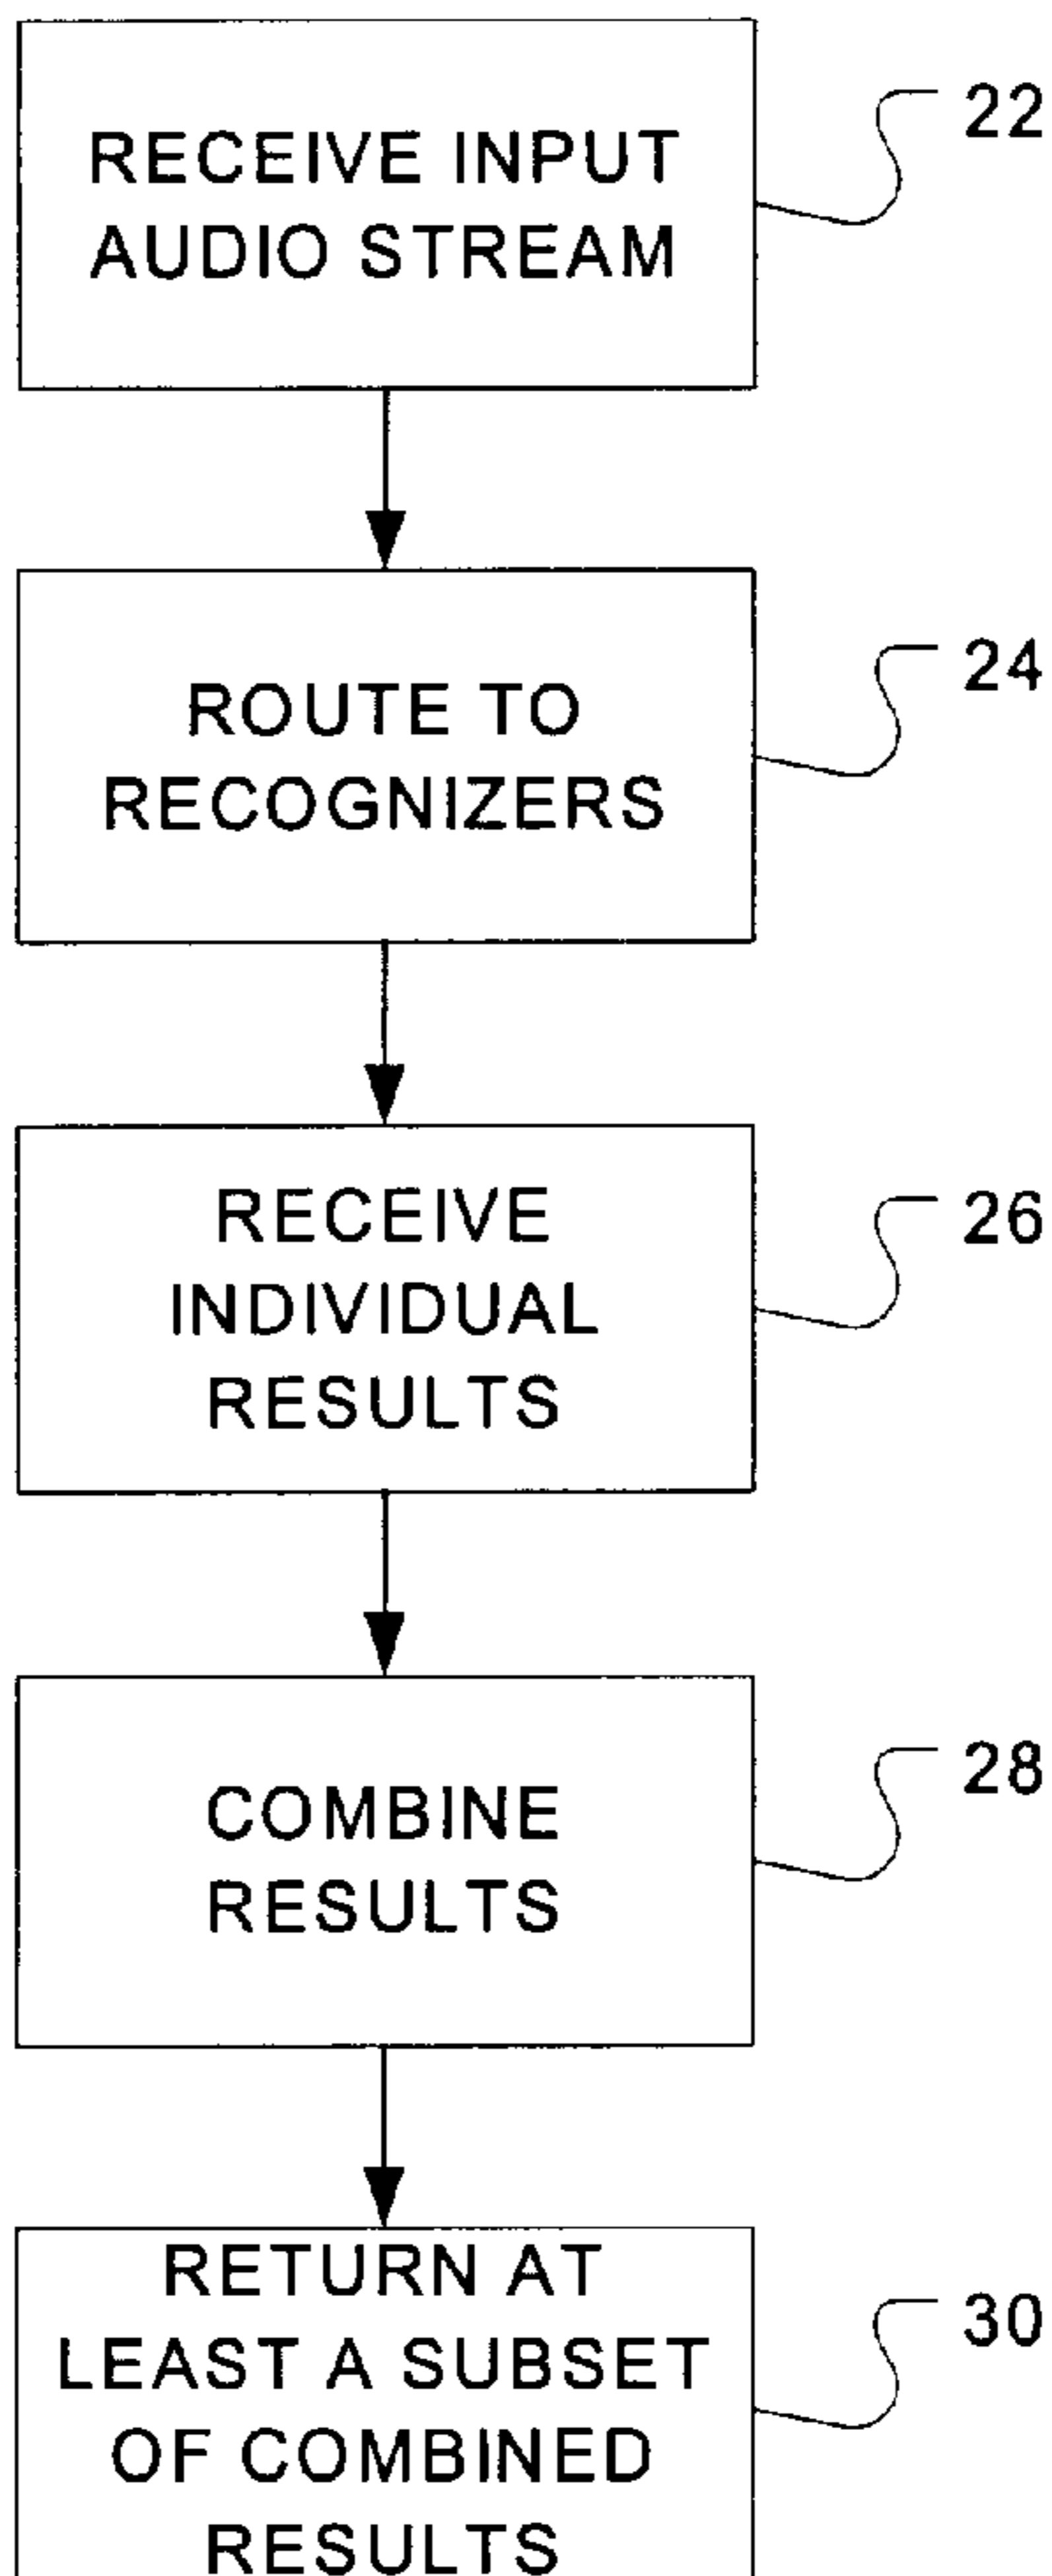 RECEIVE INPUT
AUDIO STREAM
22
ROUTE TO
RECOGNIZERS
24
RECEIVE
INDIVIDUAL
RESULTS
26
COMBINE
RESULTS
28
RETURN AT
LEAST A SUBSET
OF COMBINED
RESULTS
30